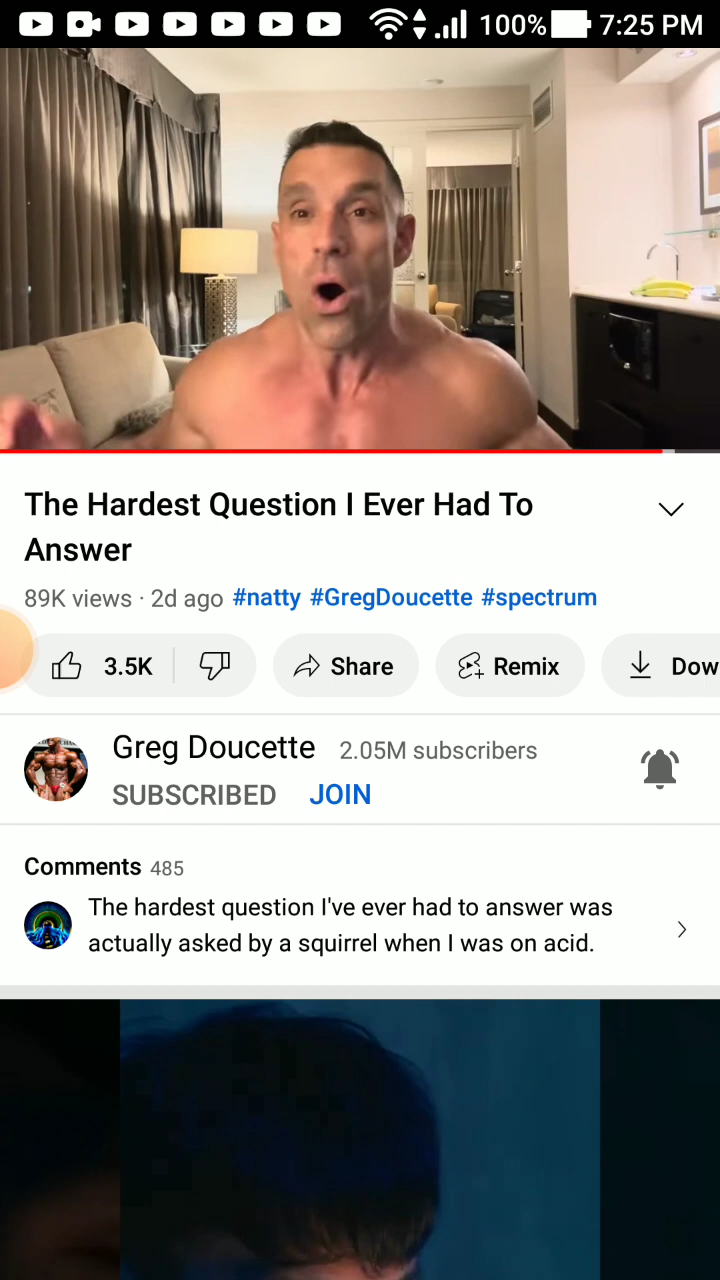 100% 7:25 PM
The Hardest Question I Ever Had To
Answer
89K views · 2d ago #natty #GregDoucette #spectrum
3.5K Share Remix Dow
Greg Doucette 2.05M subscribers
SUBSCRIBED JOIN
Comments 485
The hardest question I've ever had to answer was
actually asked by a squirrel when I was on acid.